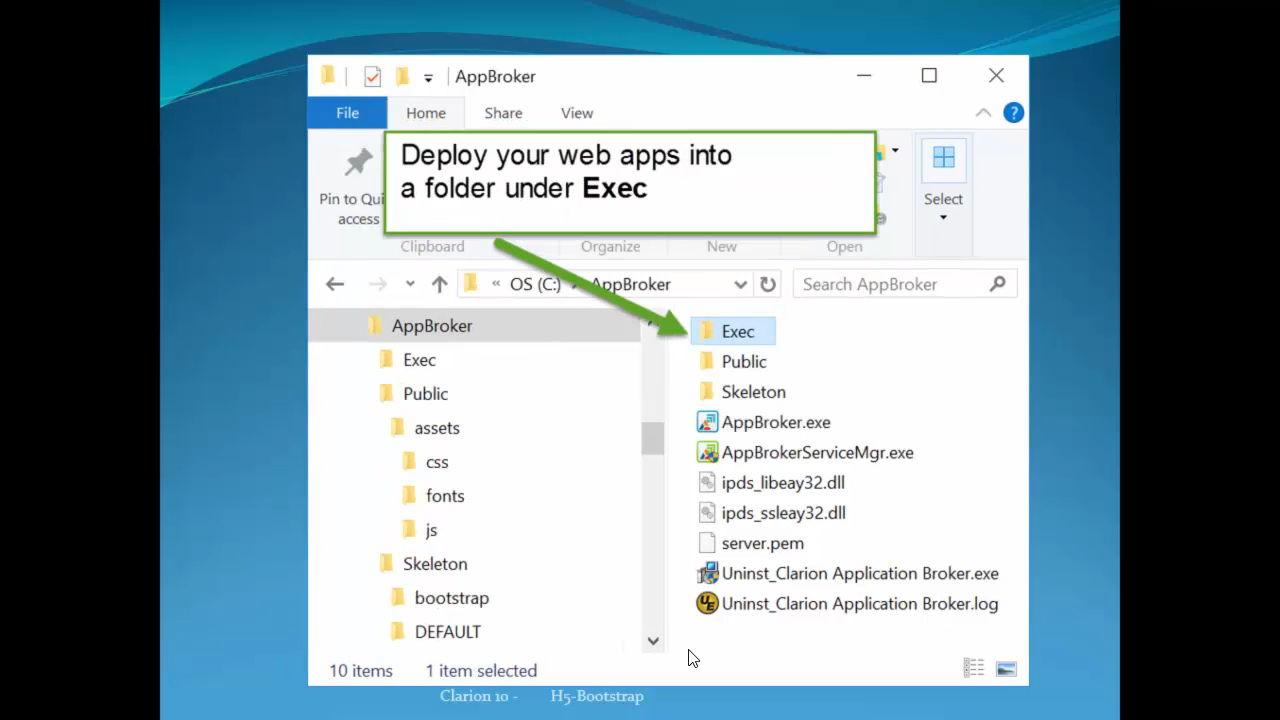 AppBroker
File Home Share View
Deploy your web apps into
a folder under Exec
Pin to Qui
access
Select
Clipboard Organize New Open
« OS (C:) AppBroker
Search AppBroker
AppBroker
Exec
Public
assets
css
fonts
js
Skeleton
bootstrap
DEFAULT
Exec
Public
Skeleton
AppBroker.exe
AppBrokerServiceMgr.exe
ipds_libeay32.dll
ipds_ssleay32.dll
server.pem
Uninst_Clarion Application Broker.exe
Uninst_Clarion Application Broker.log
10 items 1 item selected
Clarion 10 - H5-Bootstrap